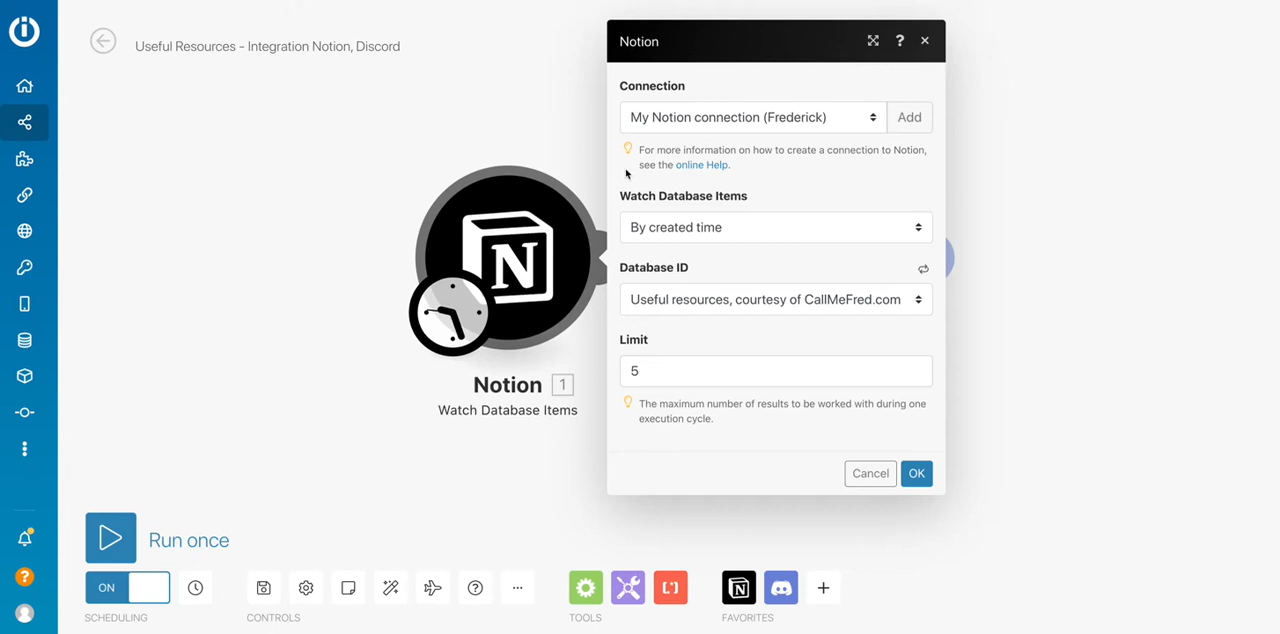 Useful Resources - Integration Notion, Discord
Notion
Connection
My Notion connection (Frederick)
Add
For more information on how to create a connection to Notion,
see the online Help.
Watch Database Items
By created time
Database ID
Useful resources, courtesy of CallMeFred.com
Limit
5
The maximum number of results to be worked with during one
execution cycle.
Cancel
OK
N
Notion 1
Watch Database Items
Run once
ON
SCHEDULING
CONTROLS
TOOLS
FAVORITES